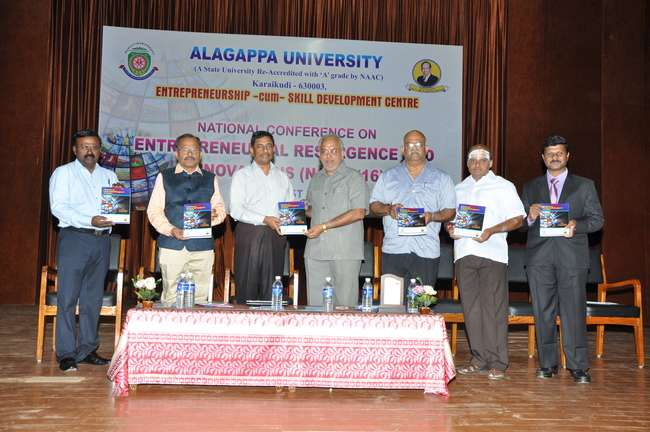 ALAGAPPA UNIVERSITY
(A State University Re-Accredited with 'A' grade by NAAC)
Karaikudi - 630003,
ENTREPRENEURSHIP -cum- SKILL DEVELOPMENT CENTRE
NATIONAL CONFERENCE ON
ENTREPRENEURIAL